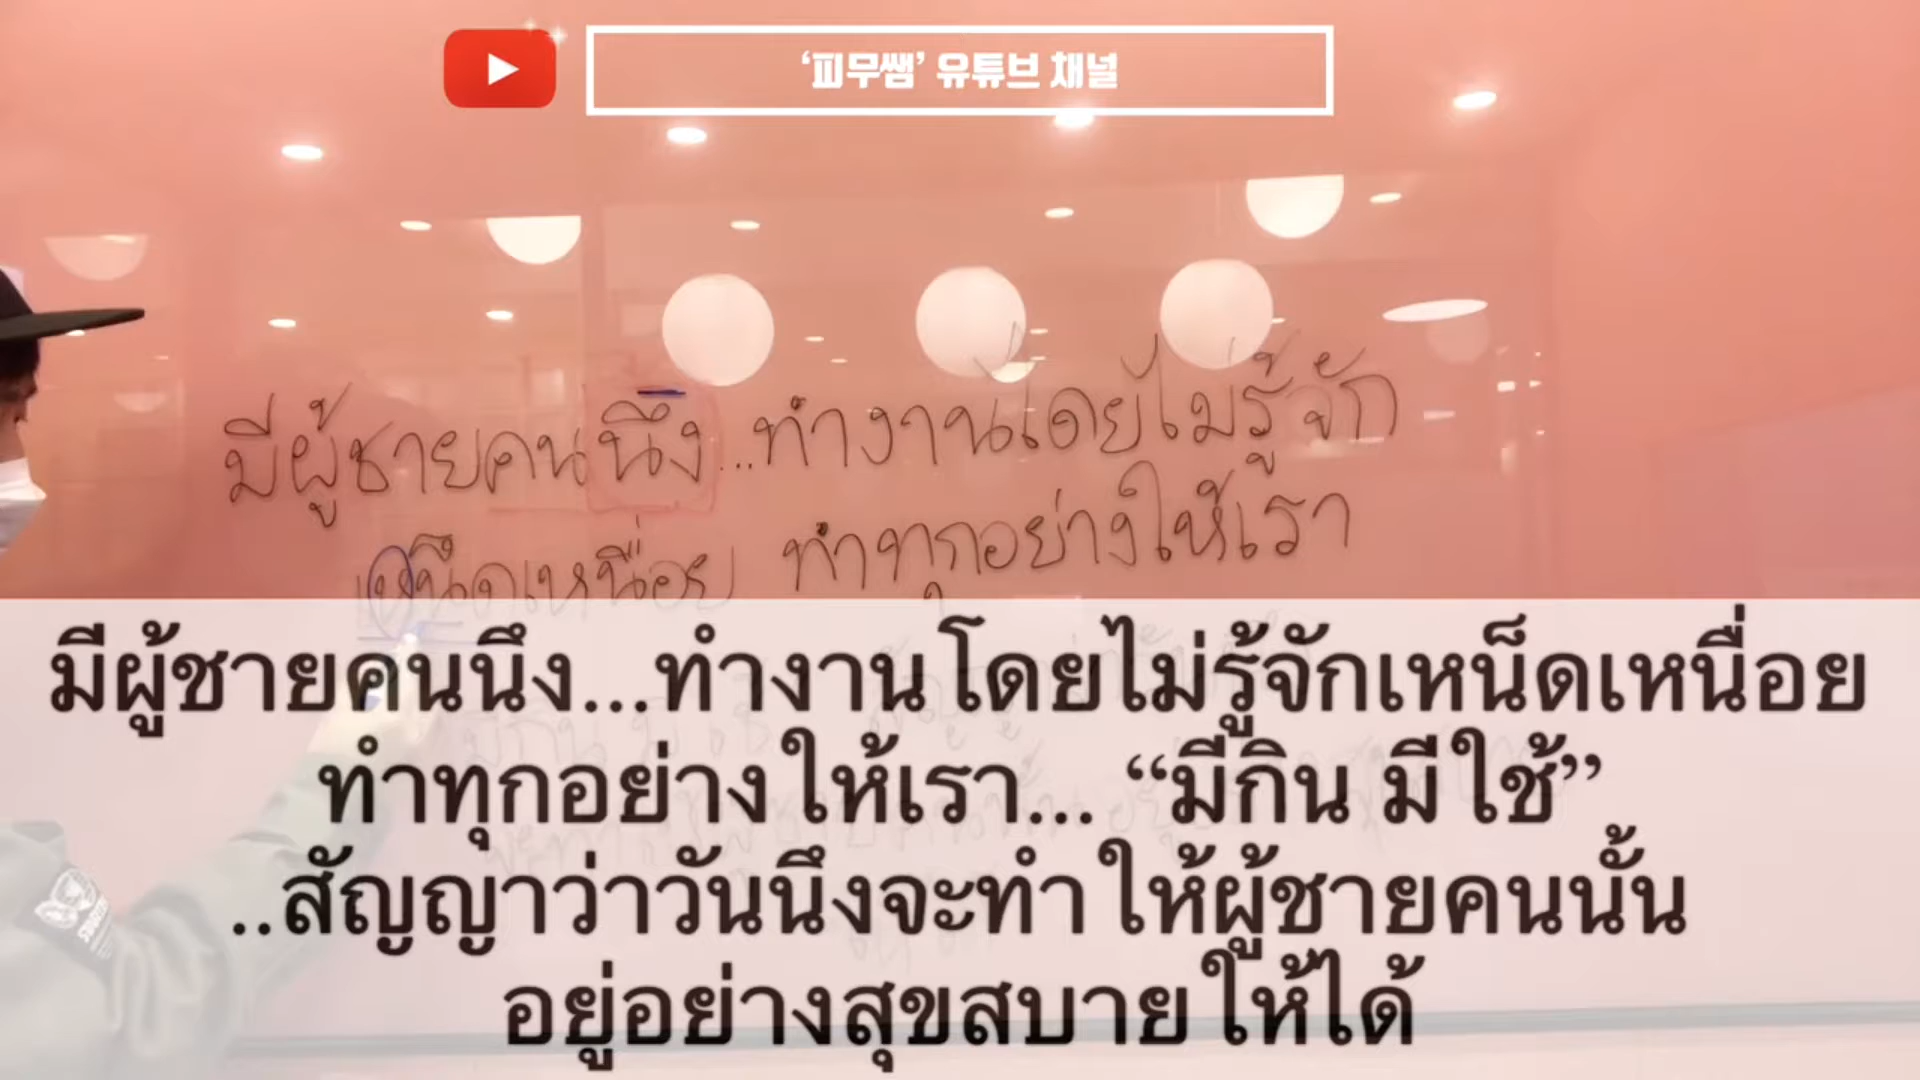 ‘피무쌤’ 유튜브 채널
มีผู้ชายคนนึง...ทำงานโดยไม่รู้จัก
เหน็ดเหนื่อย ทำทุกอย่างให้เรา
มีผู้ชายคนนึง...ทำงานโดยไม่รู้จักเหน็ดเหนื่อย
ทำทุกอย่างให้เรา... “มีกิน มีใช้”
..สัญญาว่าวันนึงจะทำให้ผู้ชายคนนั้น
อยู่อย่างสุขสบายให้ได้